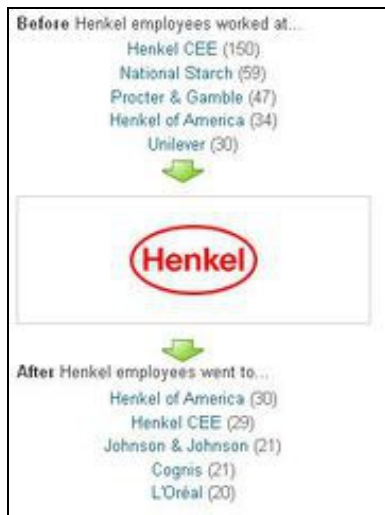 Before Henkel employees worked at...
Henkel CEE (150)
National Starch (59)
Procter & Gamble (47)
Henkel of America (34)
Unilever (30)
Henkel
After Henkel employees went to...
Henkel of America (30)
Henkel CEE (29)
Johnson & Johnson (21)
Cognis (21)
L'Oréal (20)